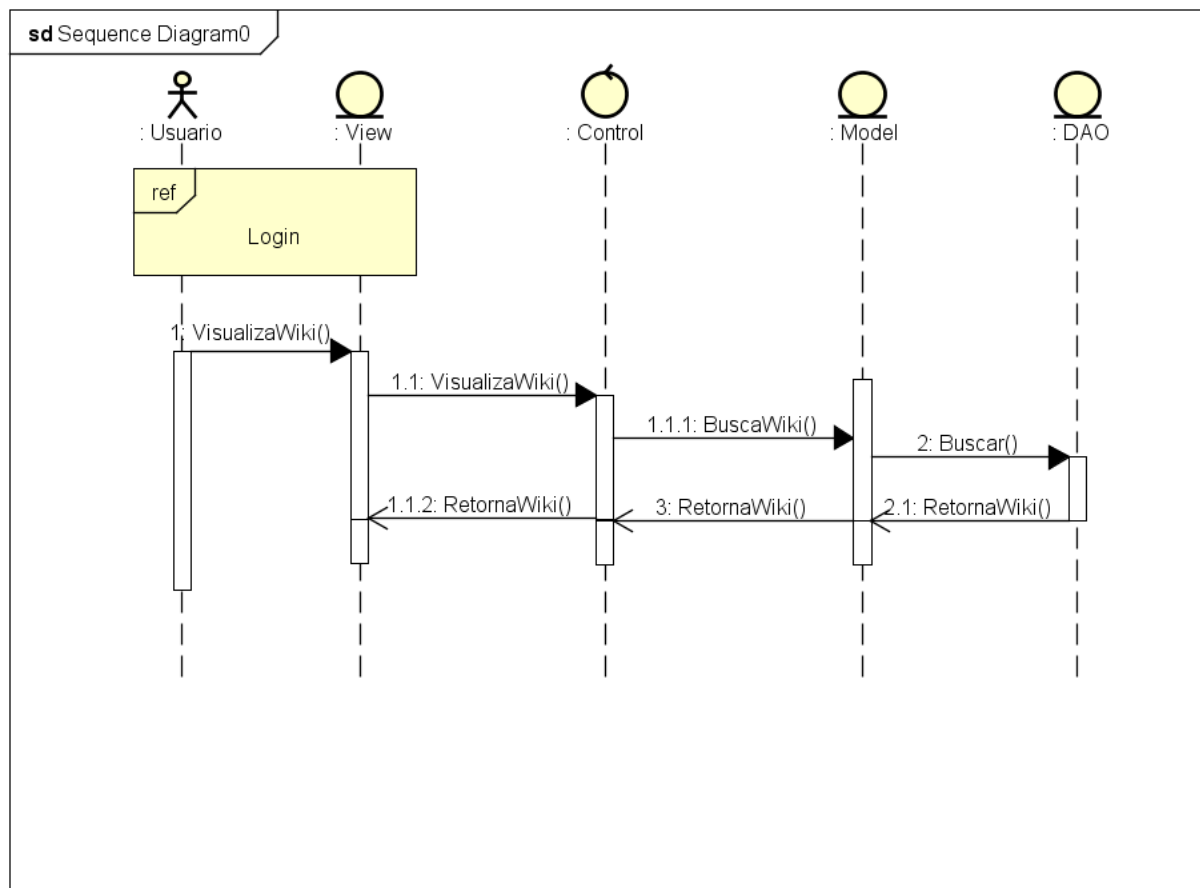 sd Sequence Diagram0
: Usuario
: View
: Control
: Model
: DAO
ref
Login
1: VisualizaWiki()
1.1: VisualizaWiki()
1.1.1: BuscaWiki()
2: Buscar()
1.1.2: RetornaWiki()
3: RetornaWiki()
2.1: RetornaWiki()